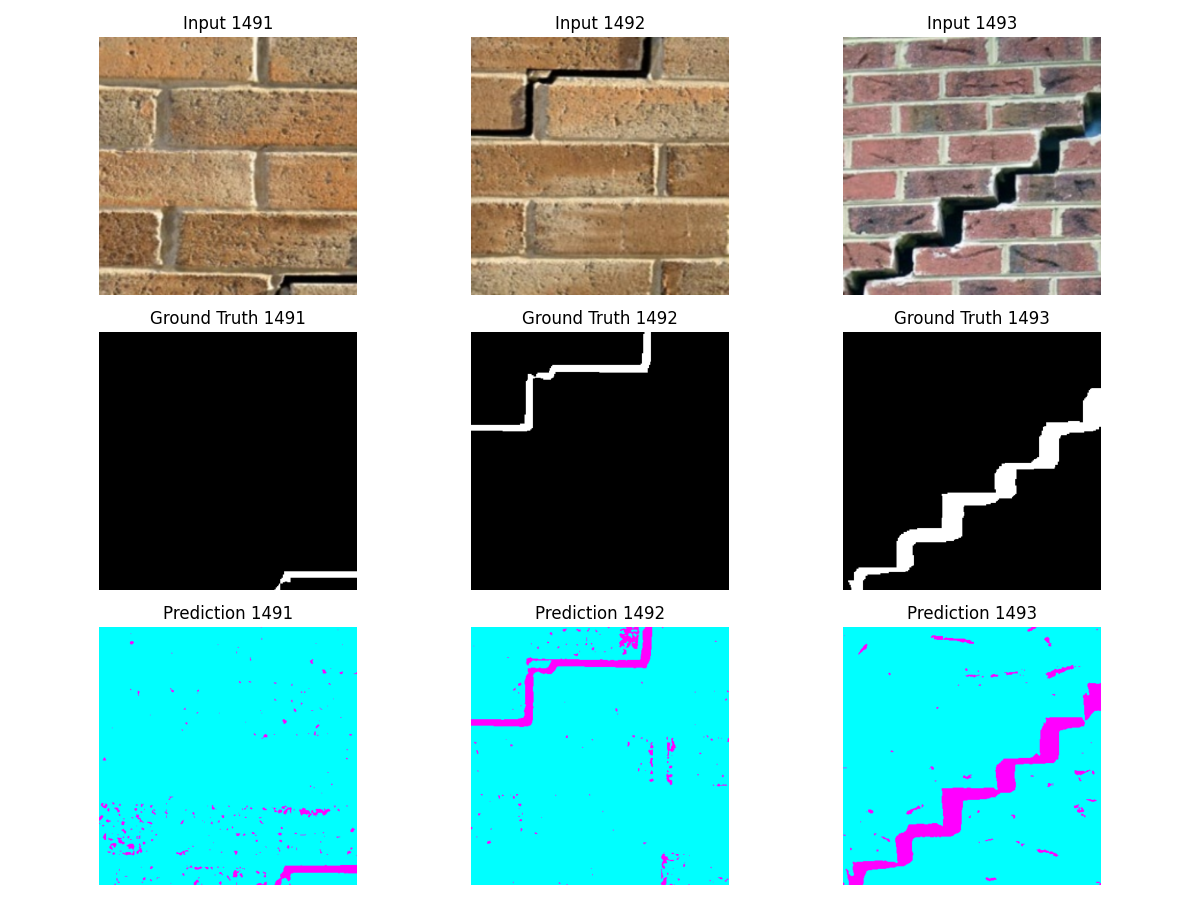 Input 1491
Input 1492
Input 1493
Ground Truth 1491
Ground Truth 1492
Ground Truth 1493
Prediction 1491
Prediction 1492
Prediction 1493